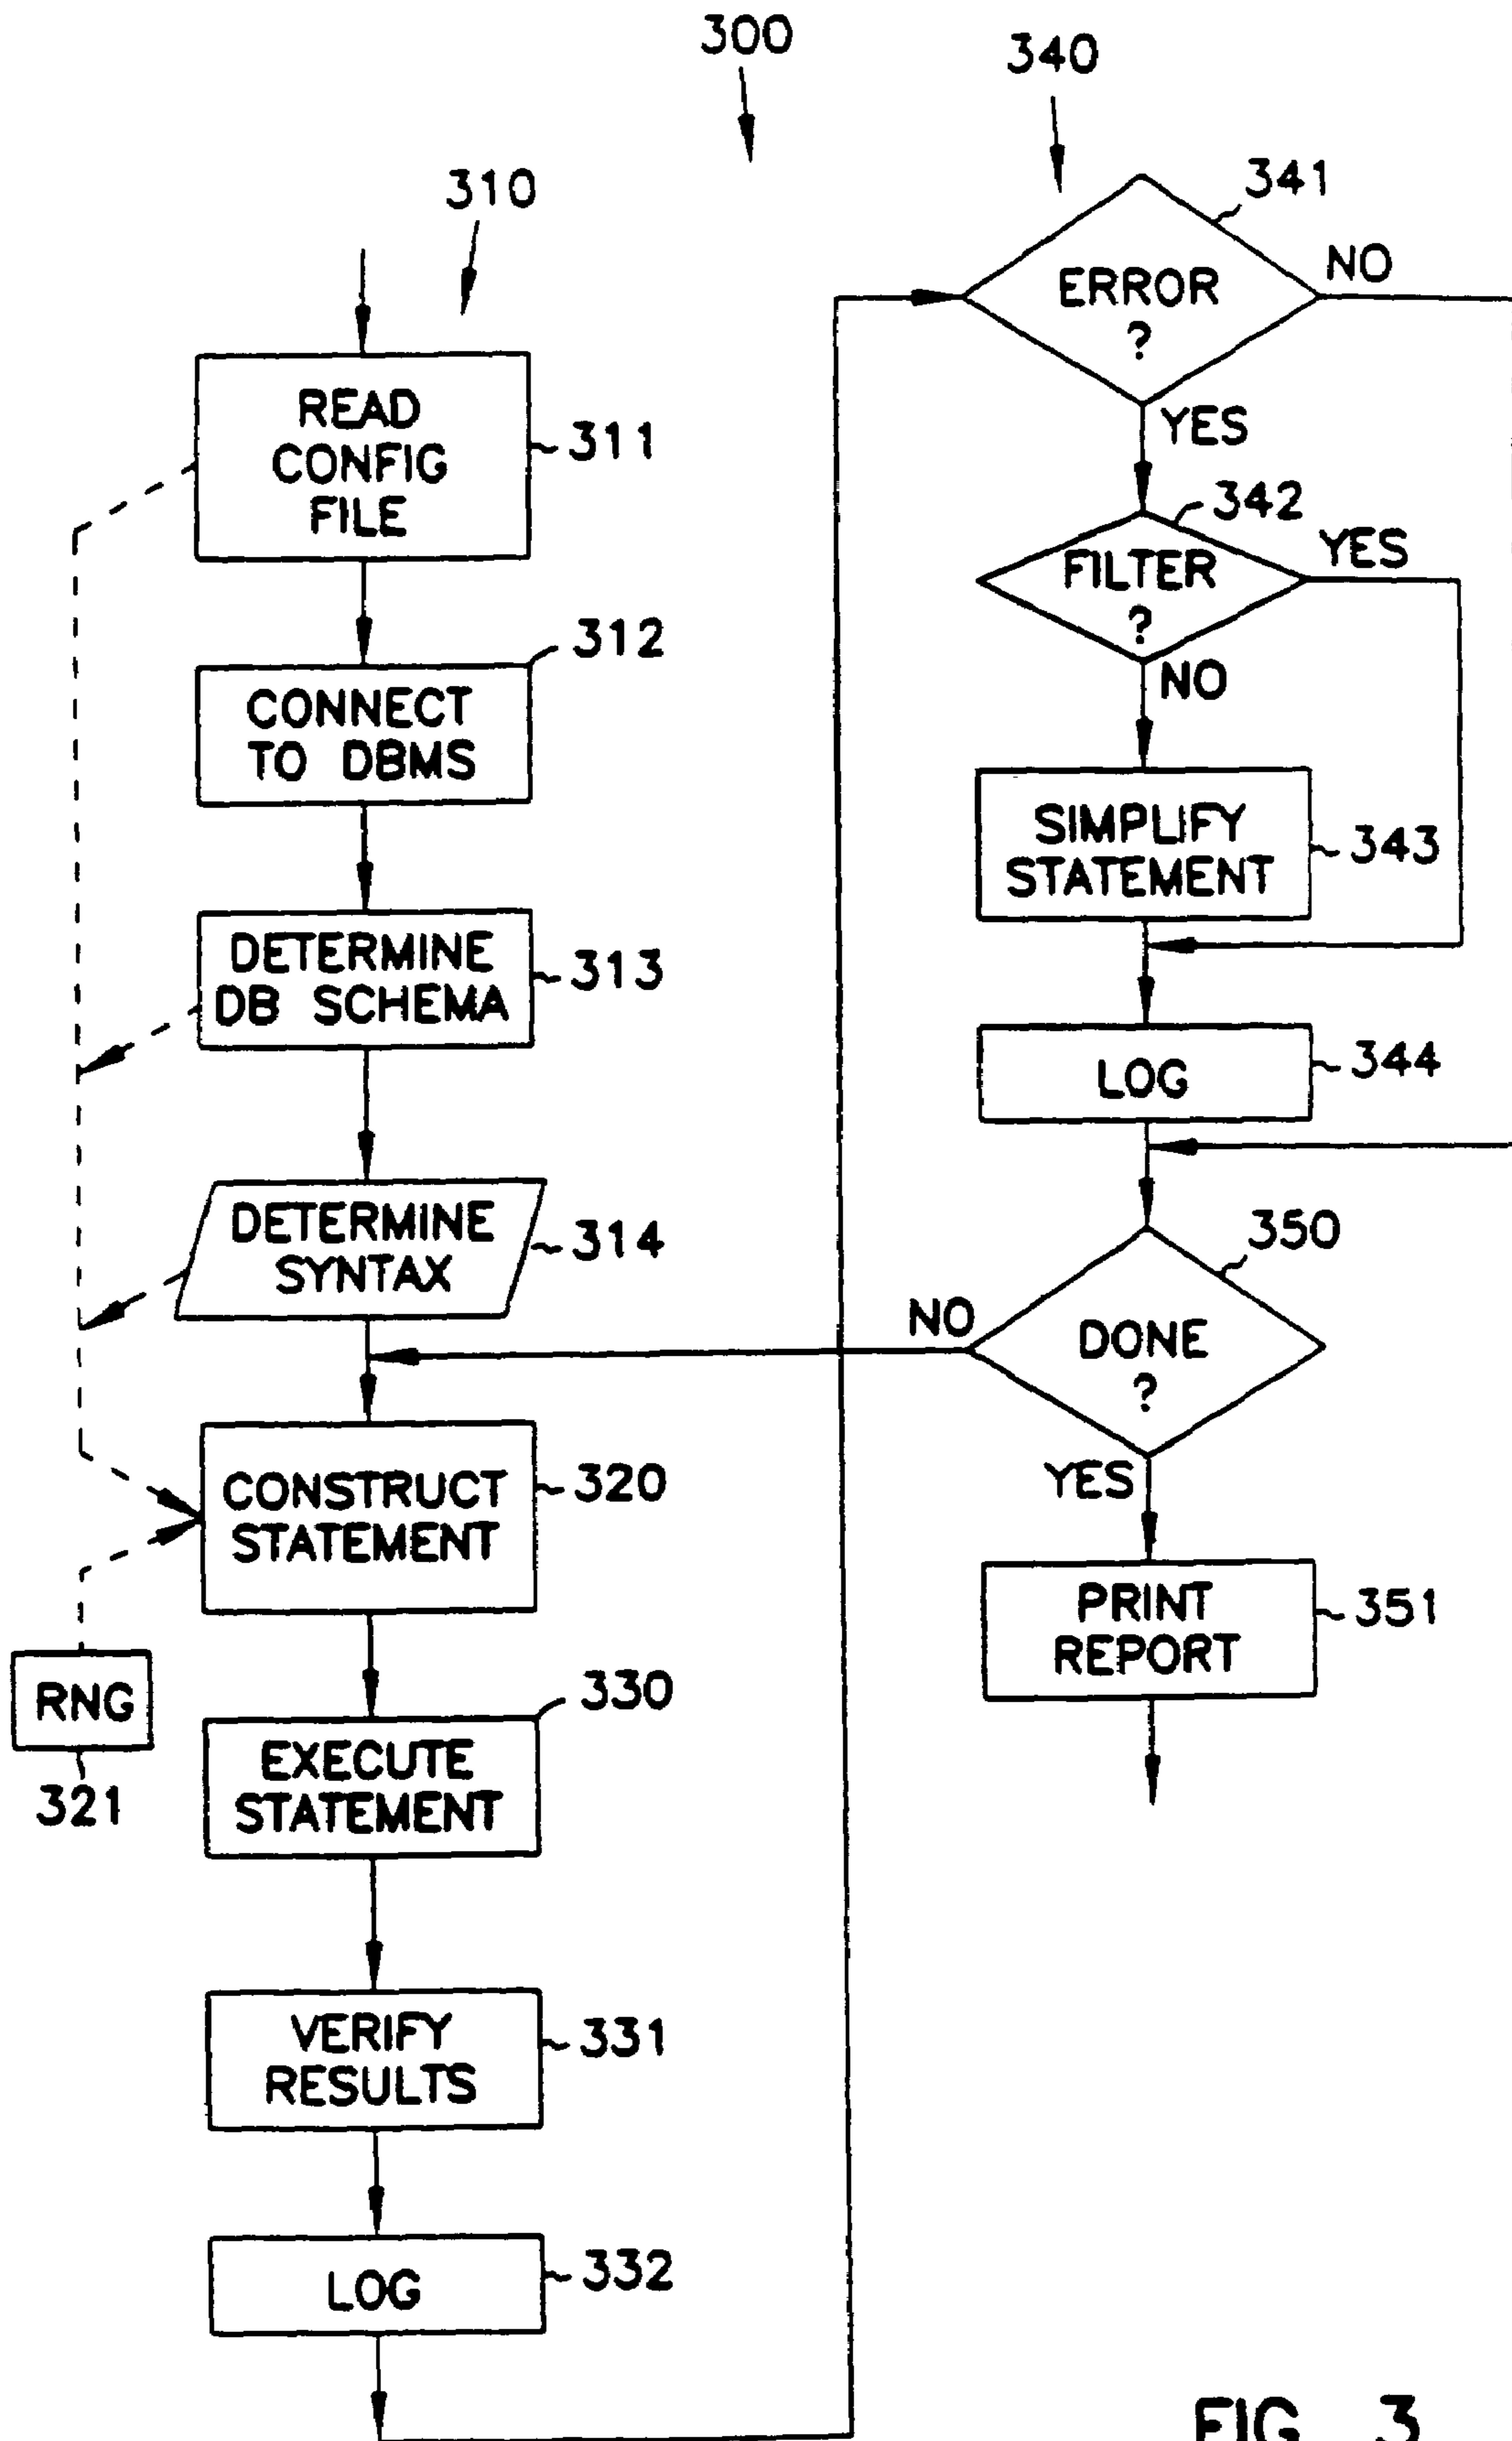 300
340
310
341
ERROR
?
NO
YES
READ
CONFIG
FILE
311
342
FILTER
?
YES
NO
312
CONNECT
TO DBMS
SIMPLIFY
STATEMENT
343
DETERMINE
DB SCHEMA
313
LOG
344
DETERMINE
SYNTAX
314
350
DONE
?
NO
YES
CONSTRUCT
STATEMENT
320
PRINT
REPORT
351
RNG
321
330
EXECUTE
STATEMENT
VERIFY
RESULTS
331
LOG
332
FIG. 3